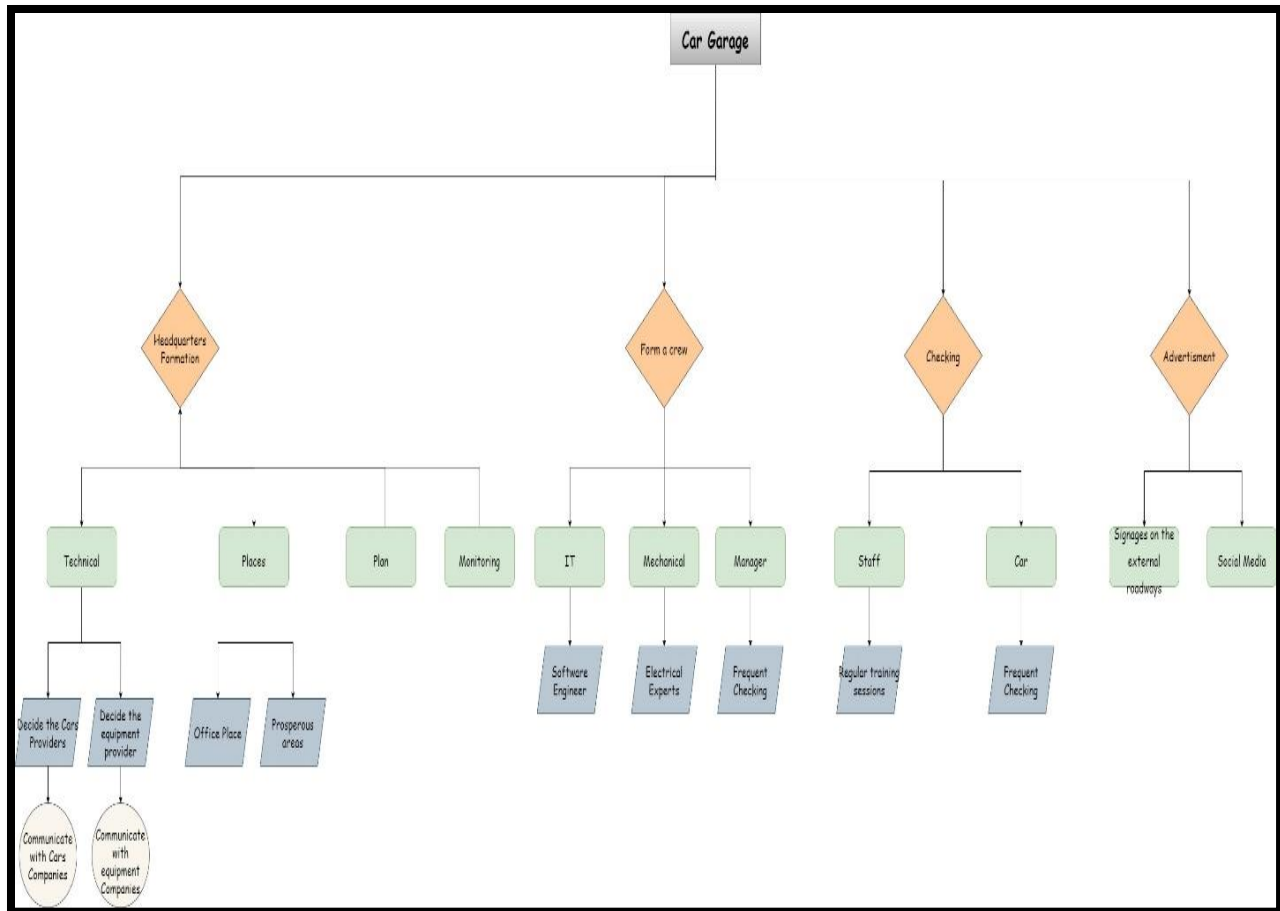 Car Garage
Headquarters
Formation
Form a crew
Checking
Advertisment
Technical
Places
Plan
Monitoring
IT
Mechanical
Manager
Staff
Car
Signages on the
external
roadways
Social Media
Software
Engineer
Electrical
Experts
Frequent
Checking
Regular training
sessions
Frequent
Checking
Decide the Cars
Providers
Decide the
equipment
provider
Office Place
Prosperous
areas
Communicate
with Cars
Companies
Communicate
with
equipment
Companies